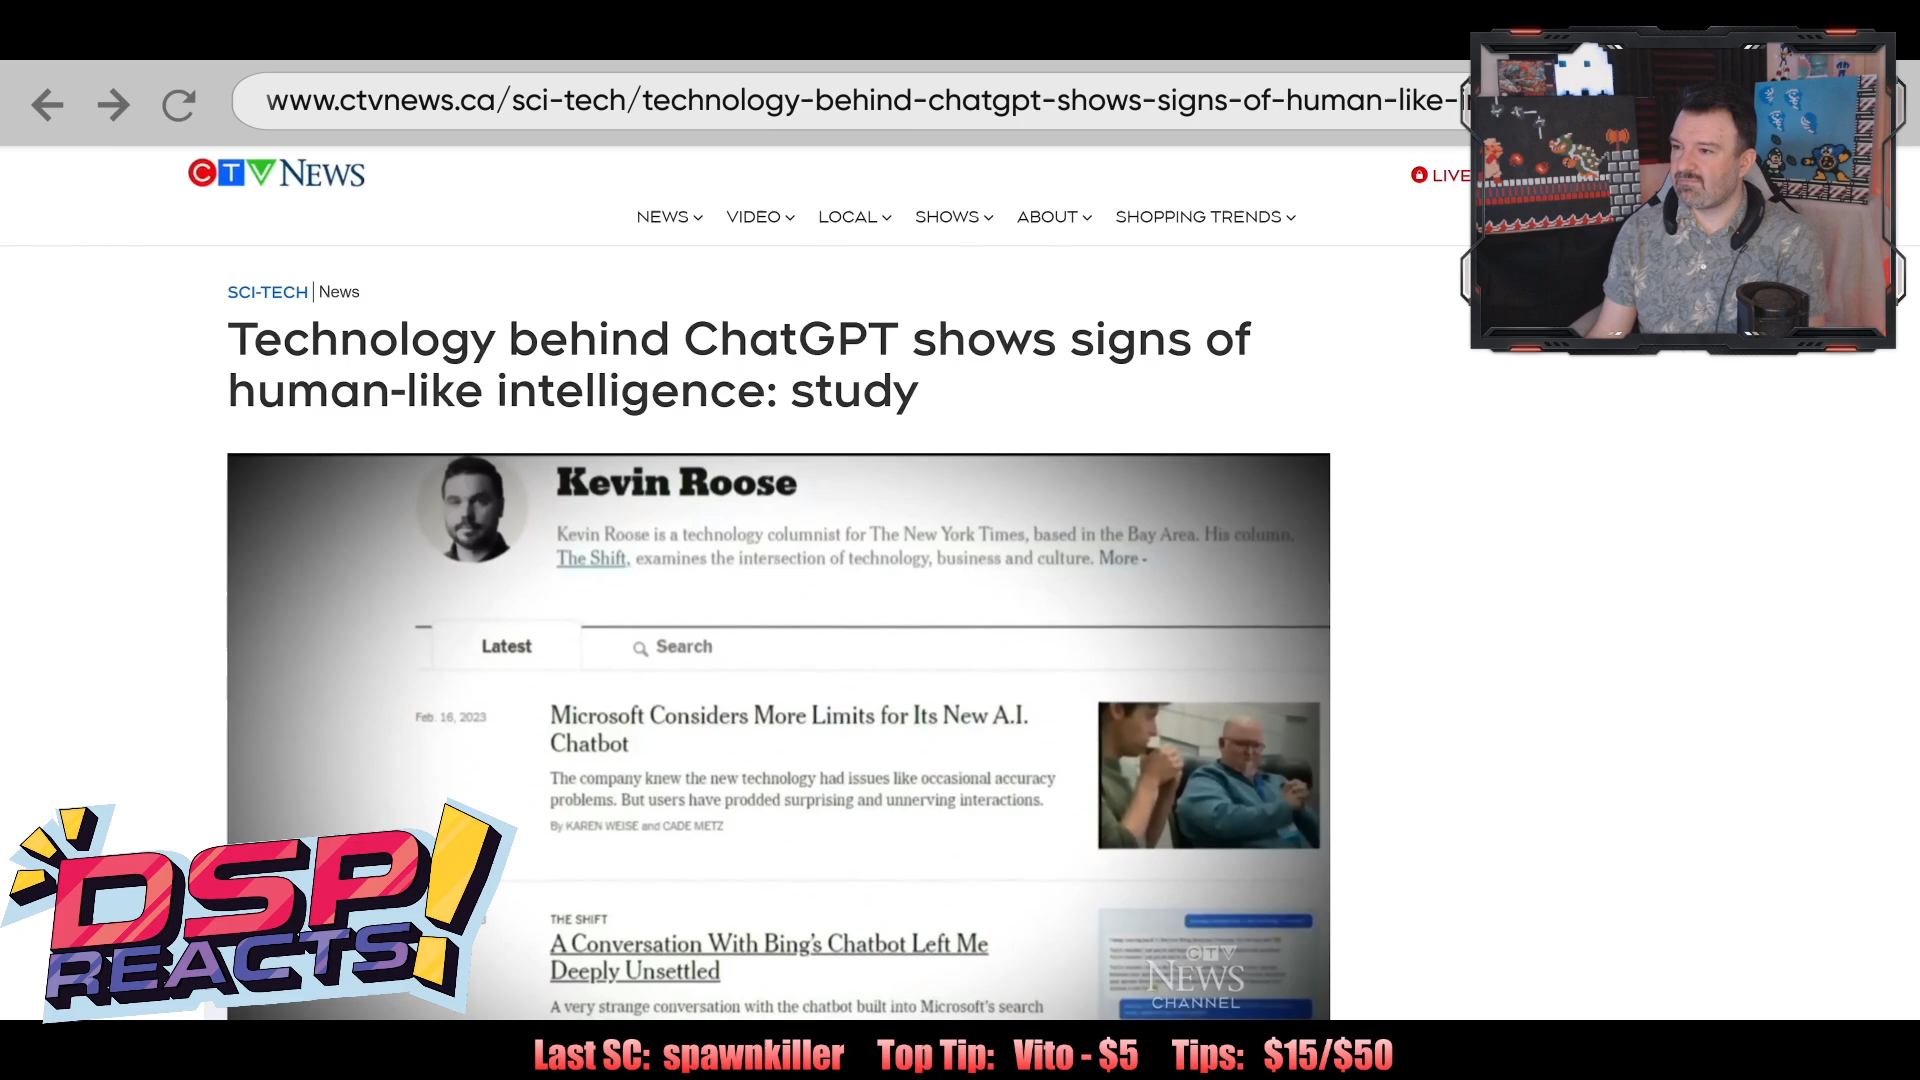 www.ctvnews.ca/sci-tech/technology-behind-chatgpt-shows-signs-of-human-like-
CTV NEWS
LIVE
NEWS VIDEO LOCAL SHOWS ABOUT SHOPPING TRENDS
SCI-TECH | News
Technology behind ChatGPT shows signs of
human-like intelligence: study
Kevin Roose
Kevin Roose is a technology columnist for The New York Times, based in the Bay Area. His column,
The Shift, examines the intersection of technology, business and culture. More
Latest Search
Feb. 16, 2023
Microsoft Considers More Limits for Its New A.I.
Chatbot
The company knew the new technology had issues like occasional accuracy
problems. But users have prodded surprising and unnerving interactions.
By KAREN WEISE and CADE METZ
THE SHIFT
A Conversation With Bing's Chatbot Left Me
Deeply Unsettled
A very strange conversation with the chatbot built into Microsoft's search
CTV
NEWS
CHANNEL
DSP
REACTS!
Last SC: spawnkiller Top Tip: Vito - $5 Tips: $15/$50